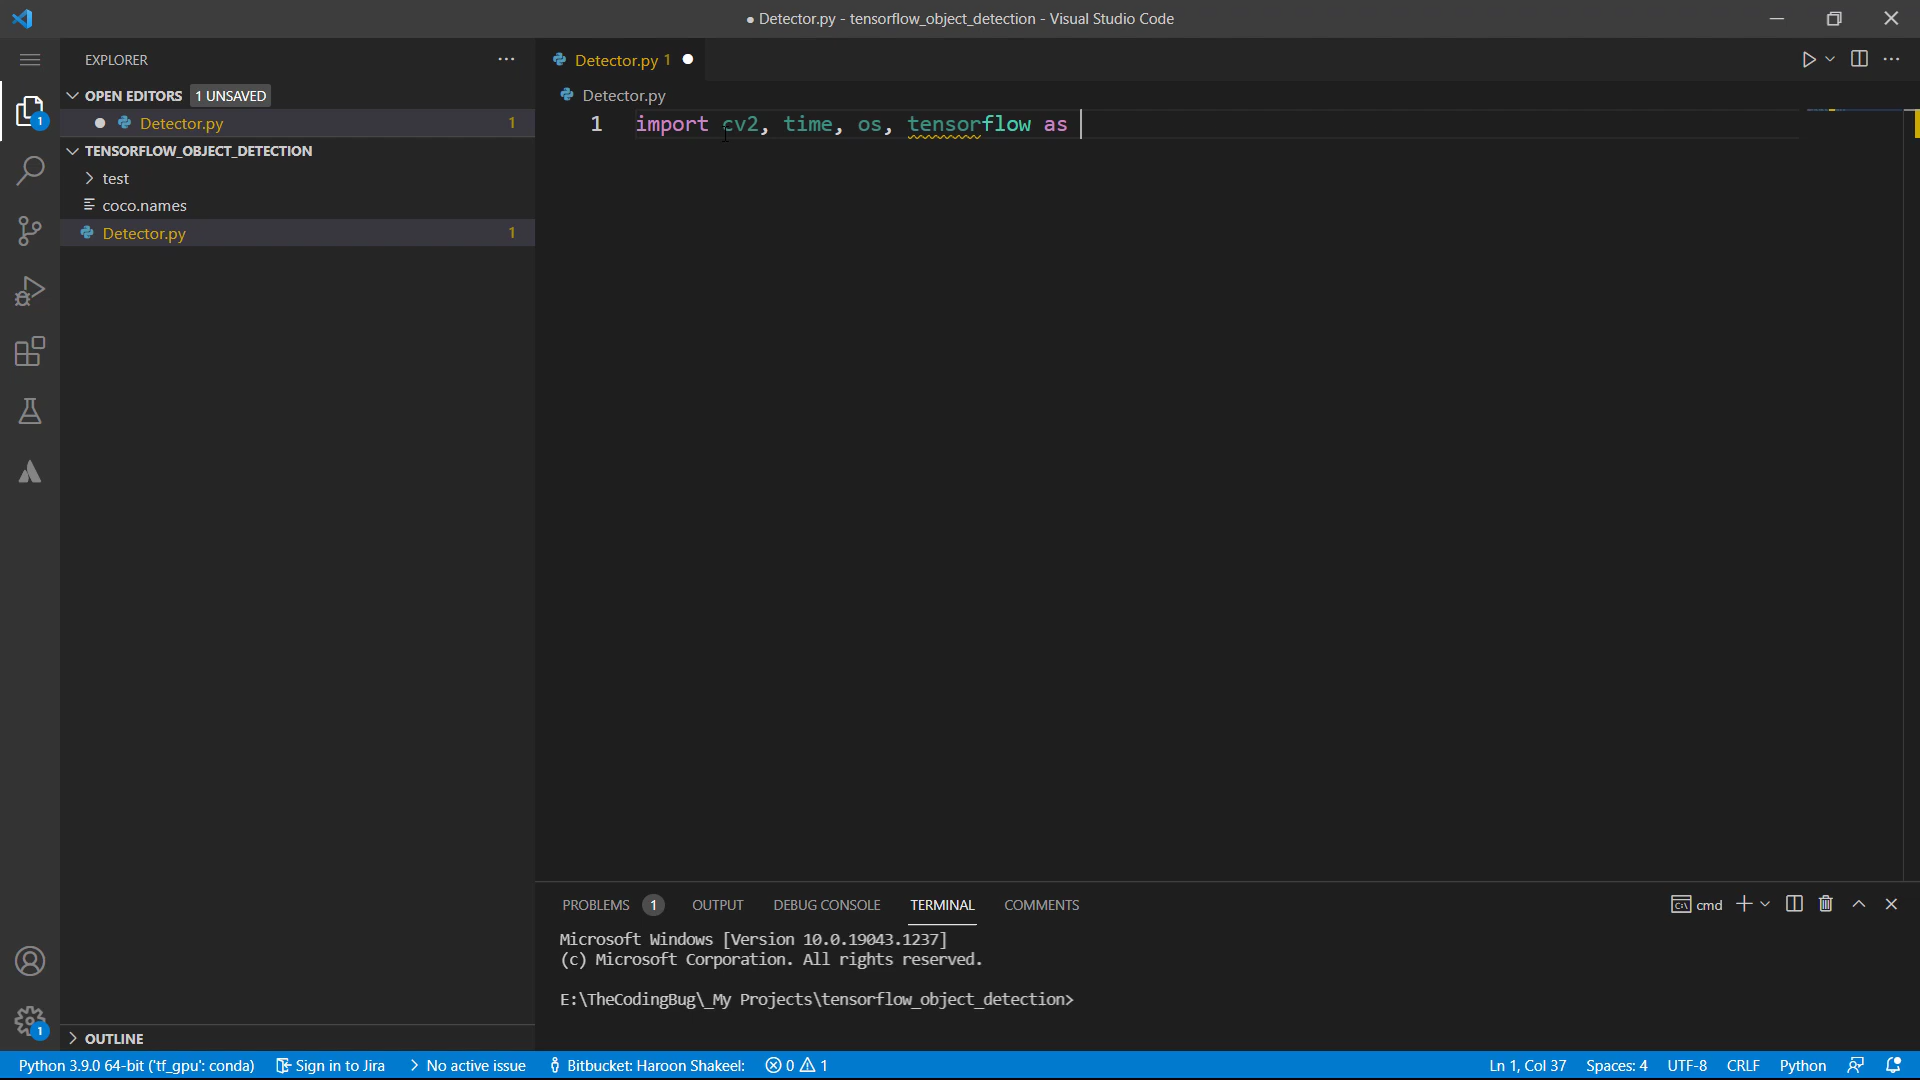 ● Detector.py - tensorflow_object_detection - Visual Studio Code
EXPLORER
OPEN EDITORS 1 UNSAVED
Detector.py 1
TENSORFLOW_OBJECT_DETECTION
test
coco.names
Detector.py 1
OUTLINE
1
1
Detector.py 1
Detector.py
1 import cv2, time, os, tensorflow as
PROBLEMS 1 OUTPUT DEBUG CONSOLE TERMINAL COMMENTS
cmd
Microsoft Windows [Version 10.0.19043.1237]
(c) Microsoft Corporation. All rights reserved.
E:\TheCodingBug\_My Projects\tensorflow_object_detection>
Python 3.9.0 64-bit ('tf_gpu': conda) Sign in to Jira No active issue Bitbucket: Haroon Shakeel: 0 1 Ln 1, Col 37 Spaces: 4 UTF-8 CRLF Python